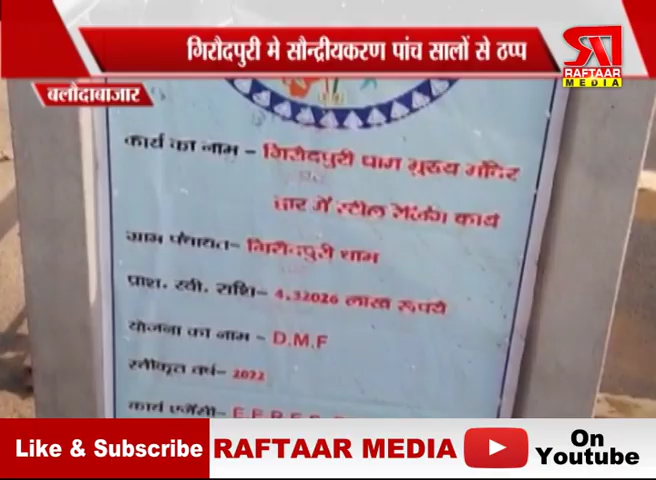 गिरौदपुरी मे सौन्द्रीयकरण पांच सालों से ठप्प
RAFTAAR
MEDIA
बलौदाबाजार
कार्य का नाम - गिरौदपुरी धाम मुख्य मंदिर
में स्टील रेलिंग कार्य
ग्राम पंचायत- गिरौदपुरी धाम
प्राश. स्वी. राशि- 4.32026 लाख रूपये
योजना का नाम - D.M.F
स्वीकृत वर्ष- 2022
कार्य एजेंसी-
Like & Subscribe RAFTAAR MEDIA On Youtube